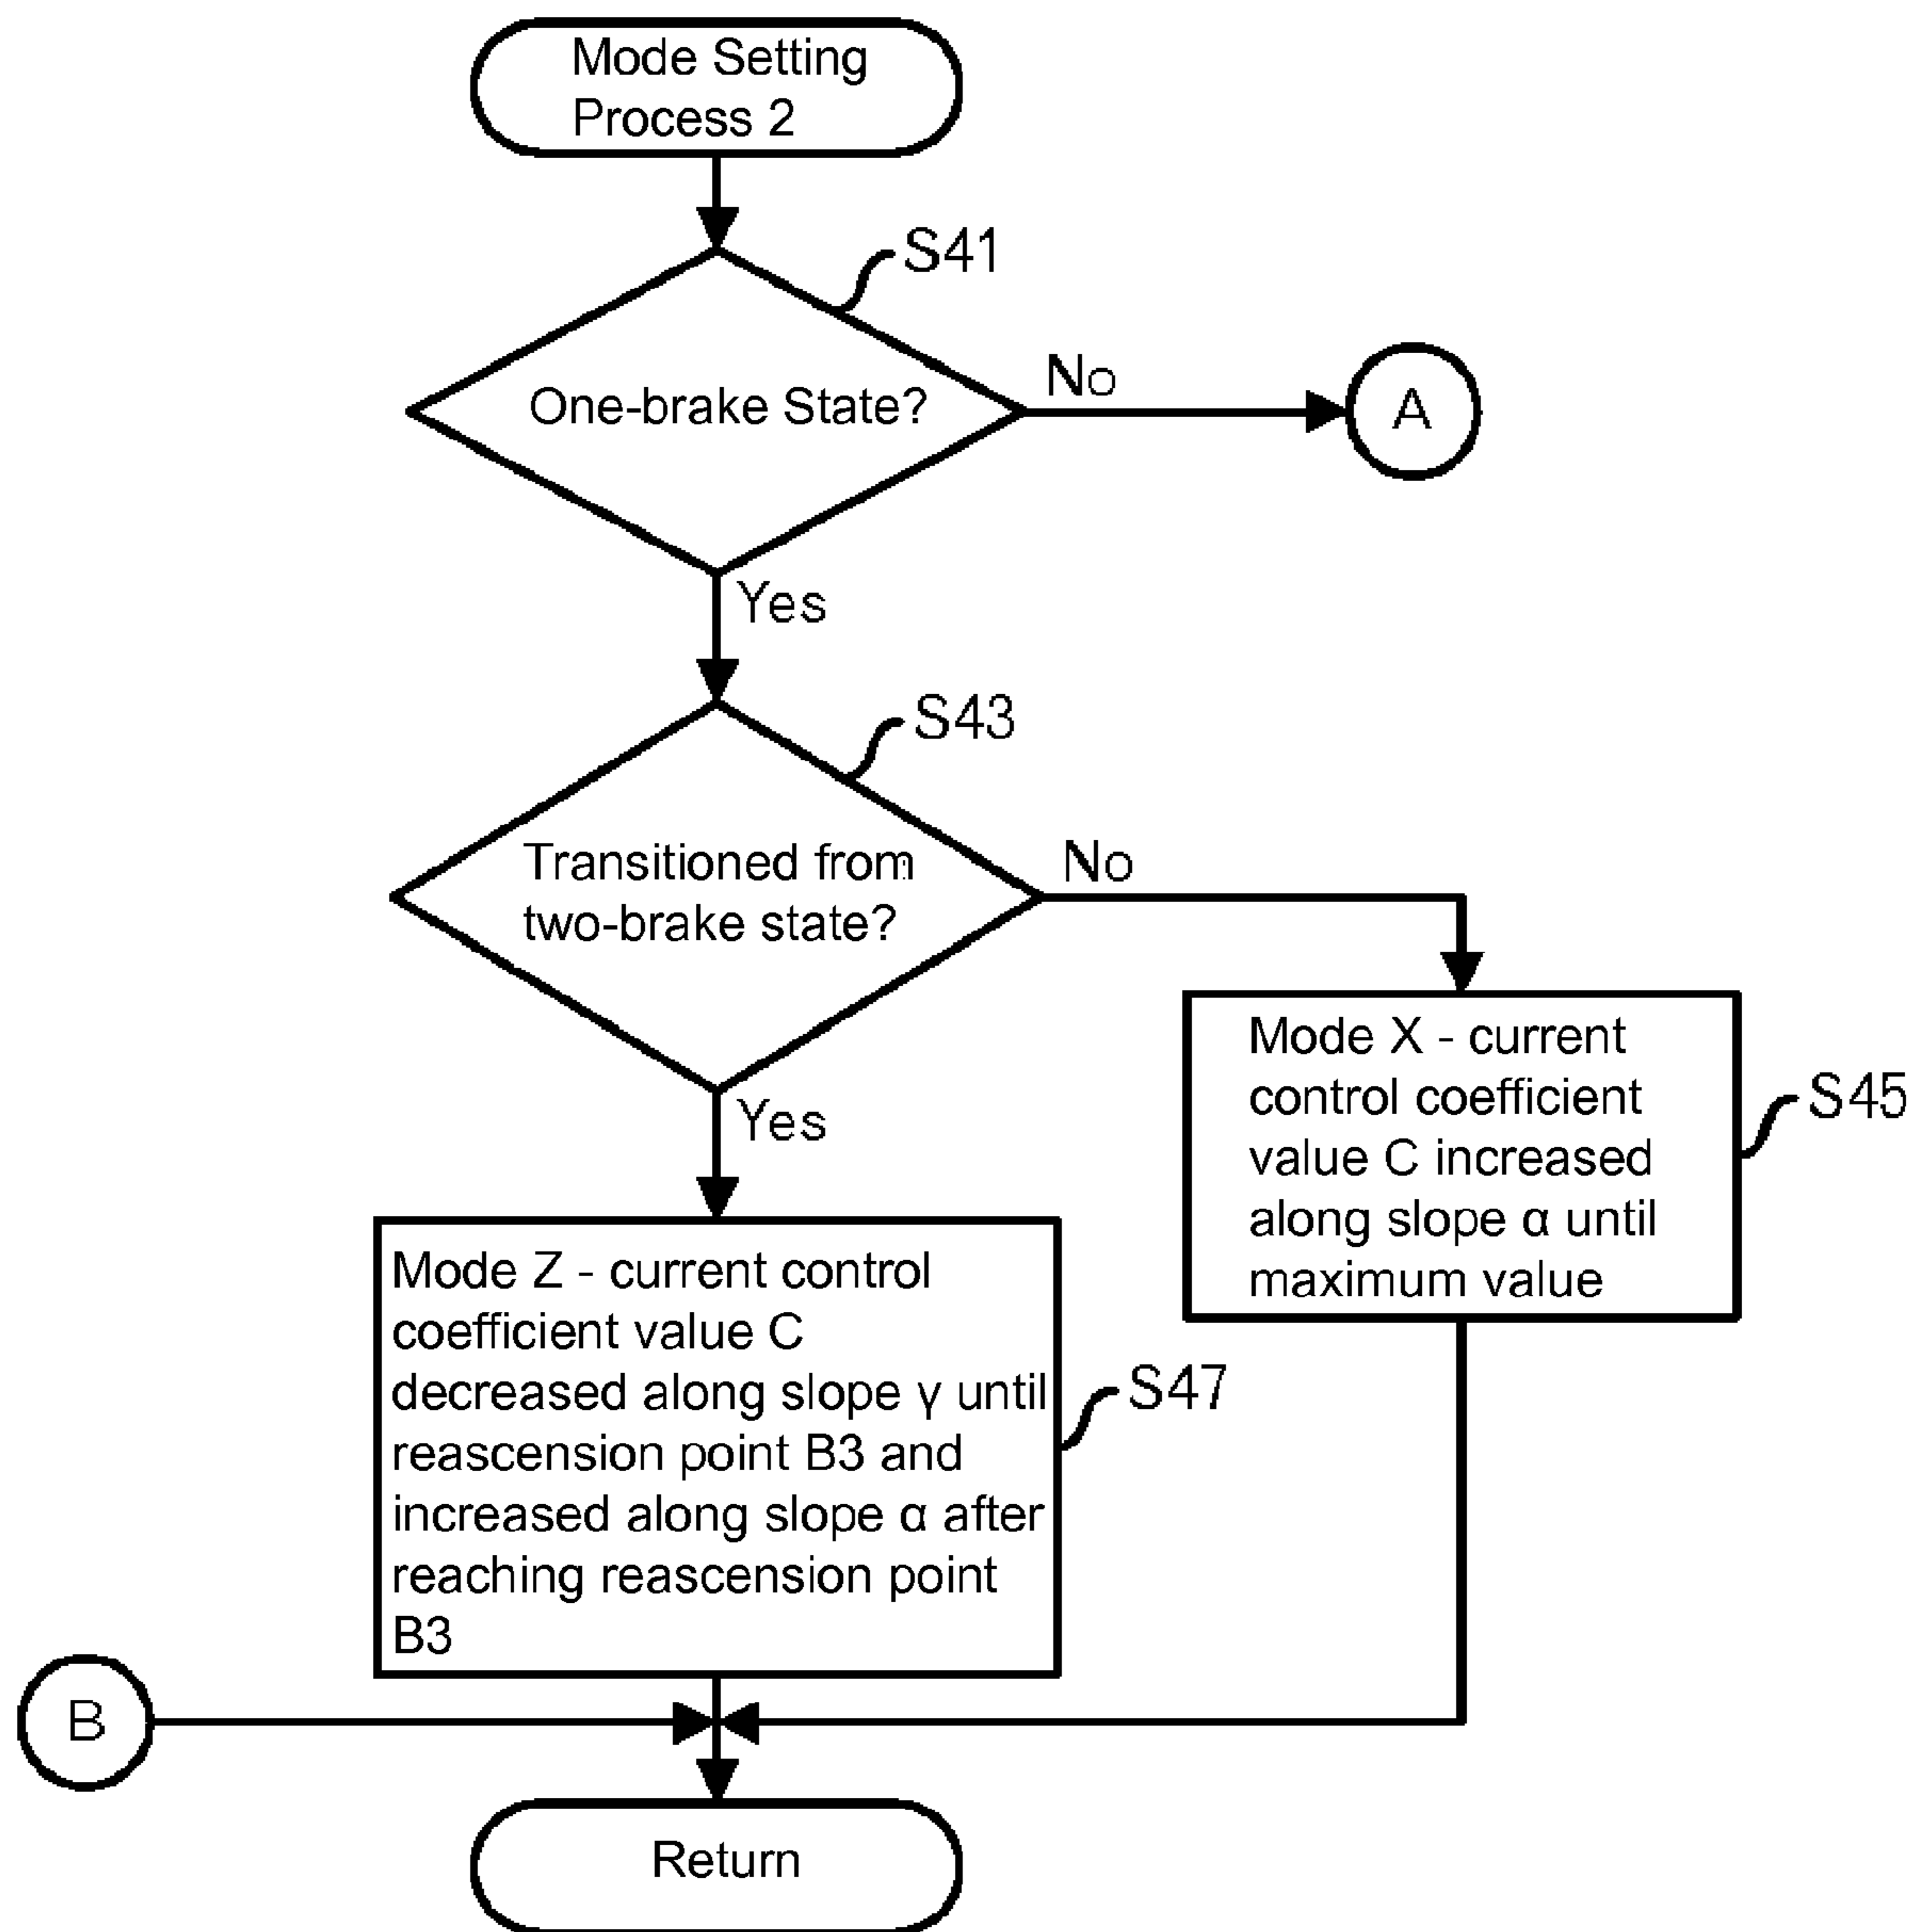 Mode Setting
Process 2
S41
One-brake State?
No
A
Yes
S43
Transitioned from
two-brake state?
No
Yes
Mode X - current
control coefficient
value C increased
along slope α until
maximum value
S45
Mode Z - current control
coefficient value C
decreased along slope γ until
reascension point B3 and
increased along slope α after
reaching reascension point
B3
S47
B
Return